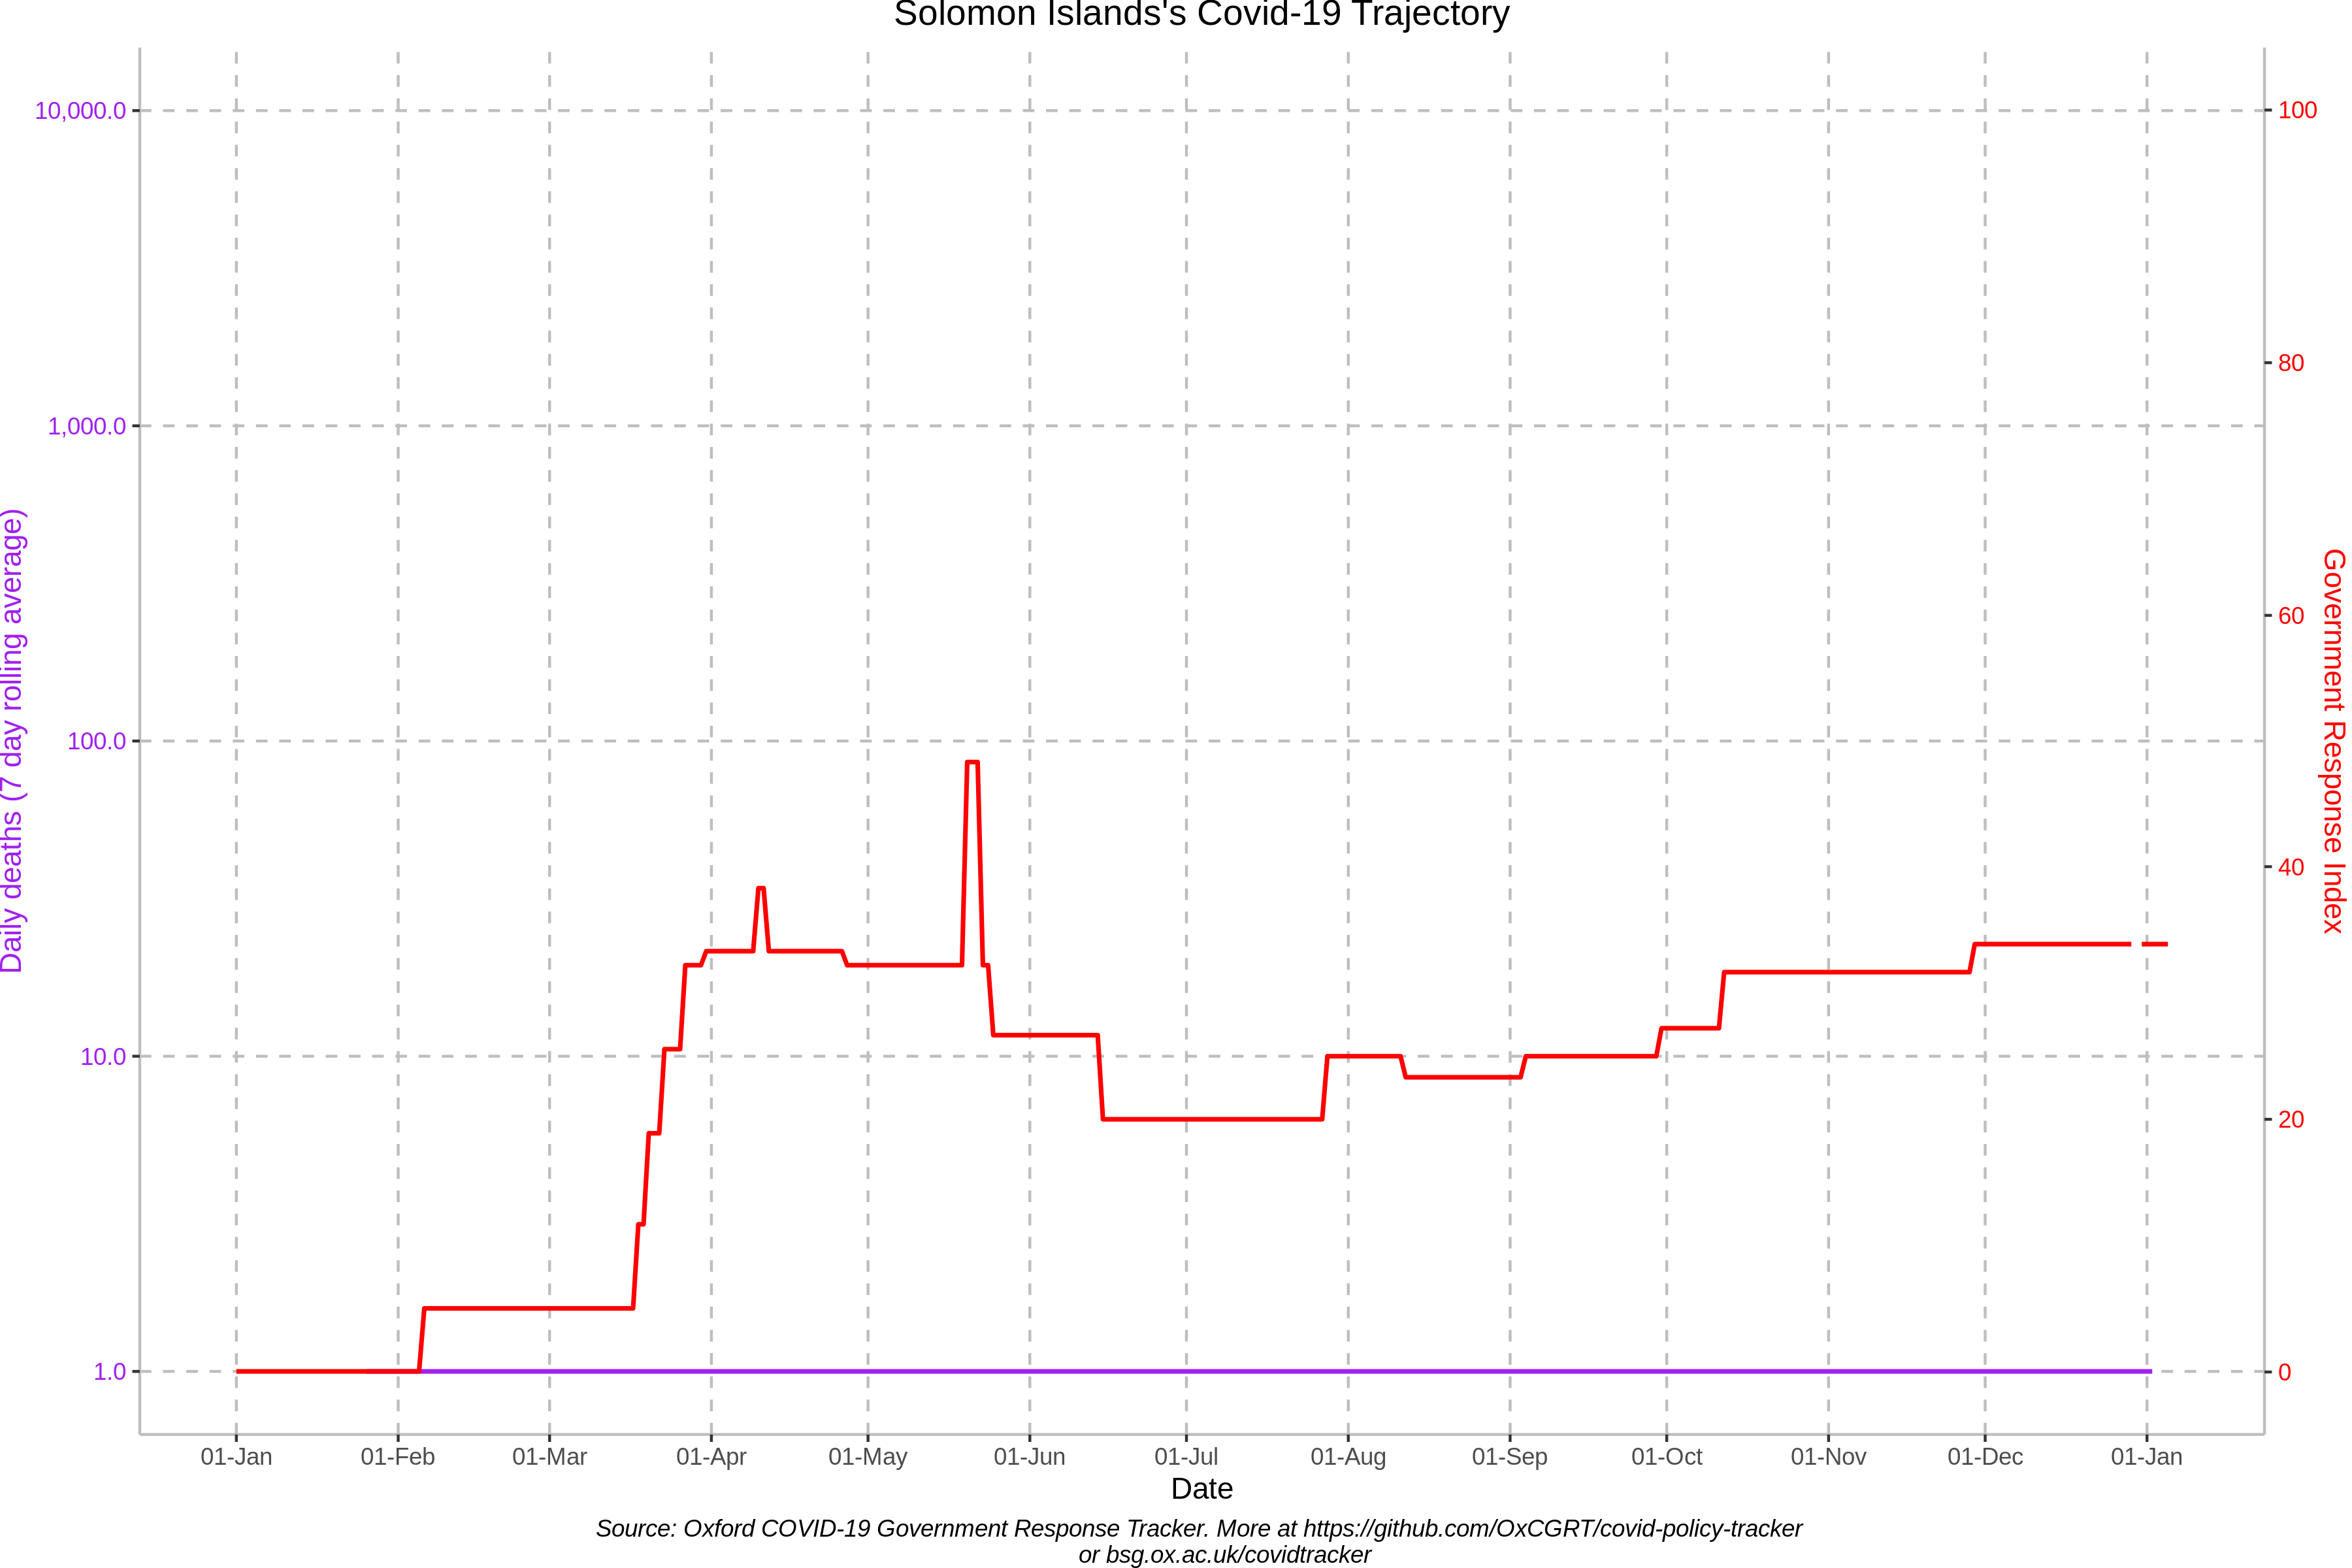 Solomon Islands's Covid-19 Trajectory
10,000.0
1,000.0
100.0
10.0
1.0
Daily deaths (7 day rolling average)
100
80
60
40
20
0
Government Response Index
01-Jan 01-Feb 01-Mar 01-Apr 01-May 01-Jun 01-Jul 01-Aug 01-Sep 01-Oct 01-Nov 01-Dec 01-Jan
Date
Source: Oxford COVID-19 Government Response Tracker. More at https://github.com/OxCGRT/covid-policy-tracker
or bsg.ox.ac.uk/covidtracker